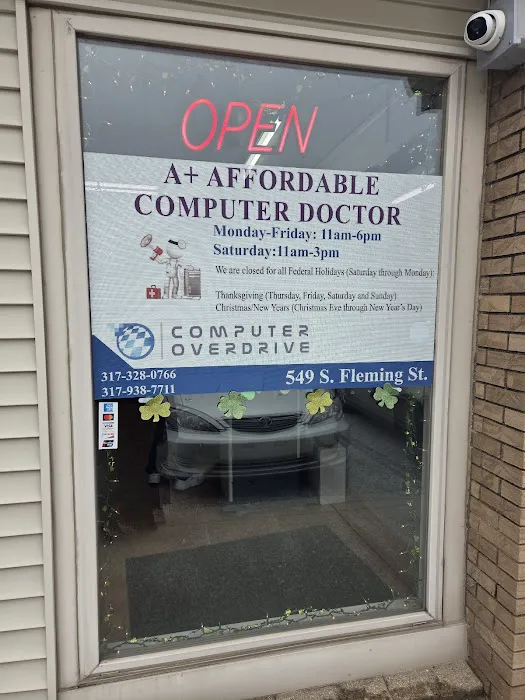 OPEN
A+ AFFORDABLE
COMPUTER DOCTOR
Monday-Friday: 11am-6pm
Saturday:11am-3pm
We are closed for all Federal Holidays (Saturday through Monday):
Thanksgiving (Thursday, Friday, Saturday and Sunday)
Christmas/New Years (Christmas Eve through New Year's Day)
COMPUTER
OVERDRIVE
317-328-0766
317-938-7711
549 S. Fleming St.
VISA